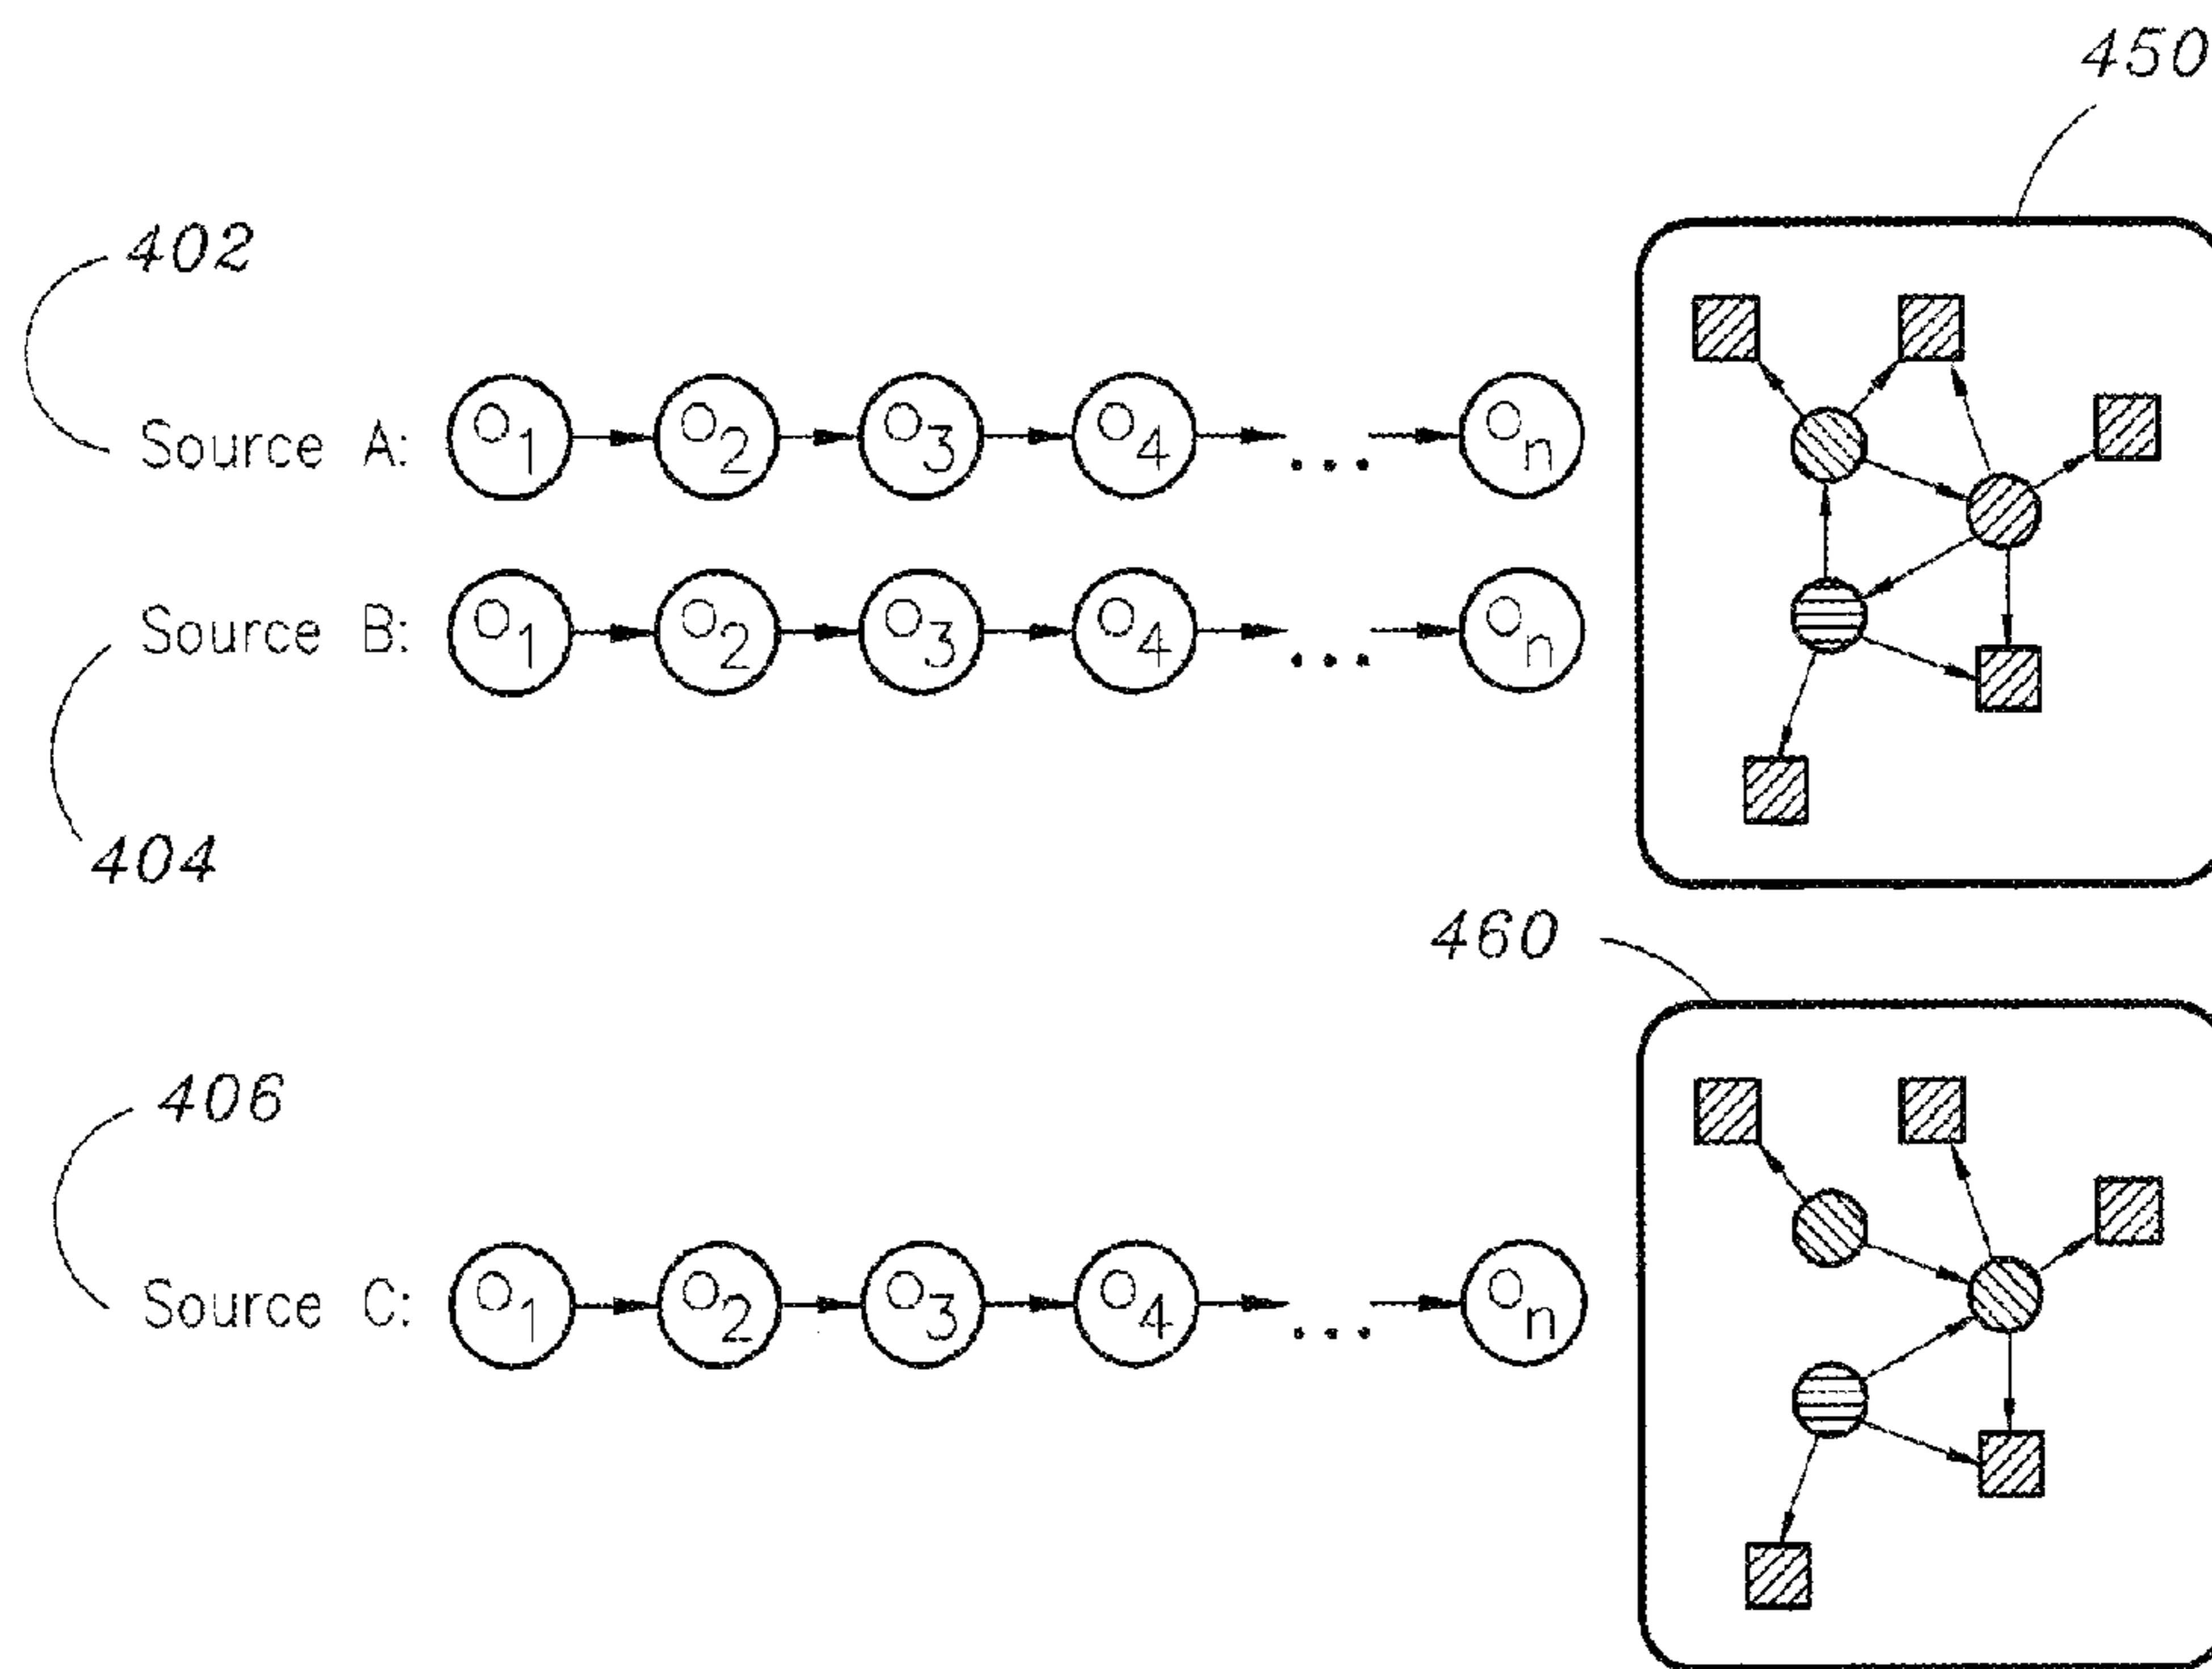 450
402
Source A: O1 O2 O3 O4 ... On
Source B: O1 O2 O3 O4 ... On
404
460
406
Source C: O1 O2 O3 O4 ... On